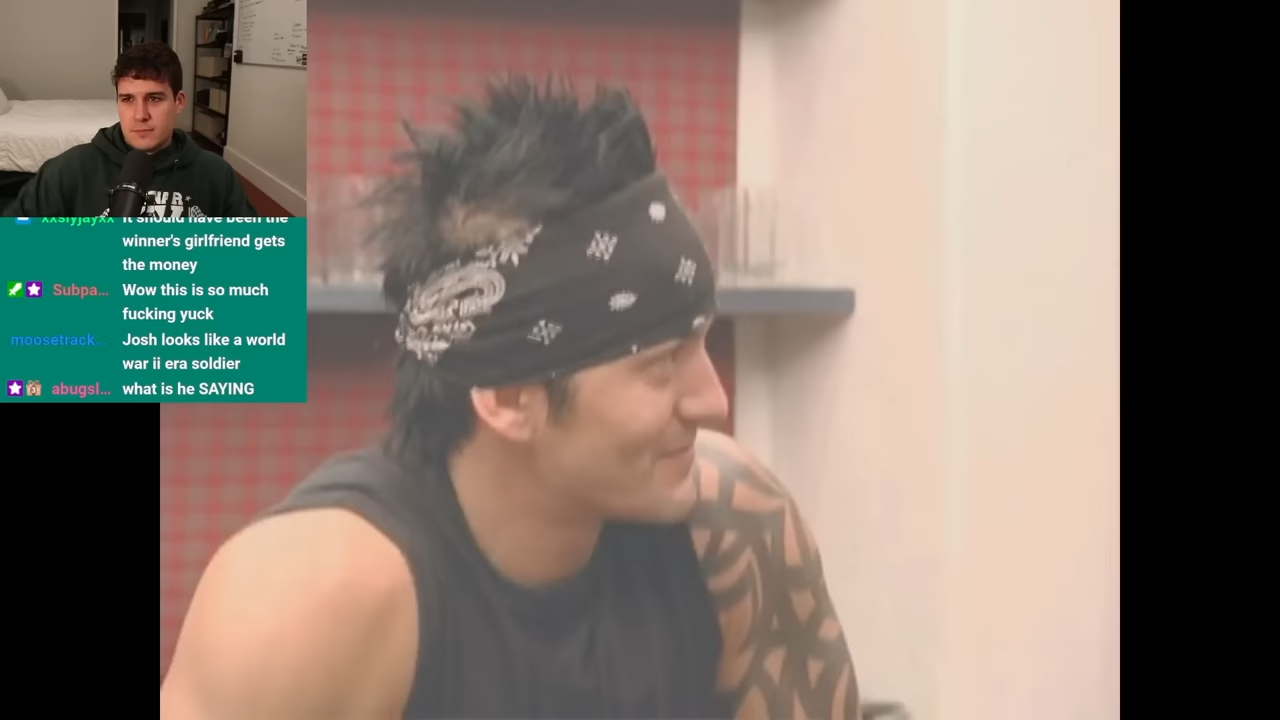 xxslyjayxx It should have been the
winner's girlfriend gets
the money
Subpa... Wow this is so much
fucking yuck
moosetrack... Josh looks like a world
war ii era soldier
abugsl... what is he SAYING